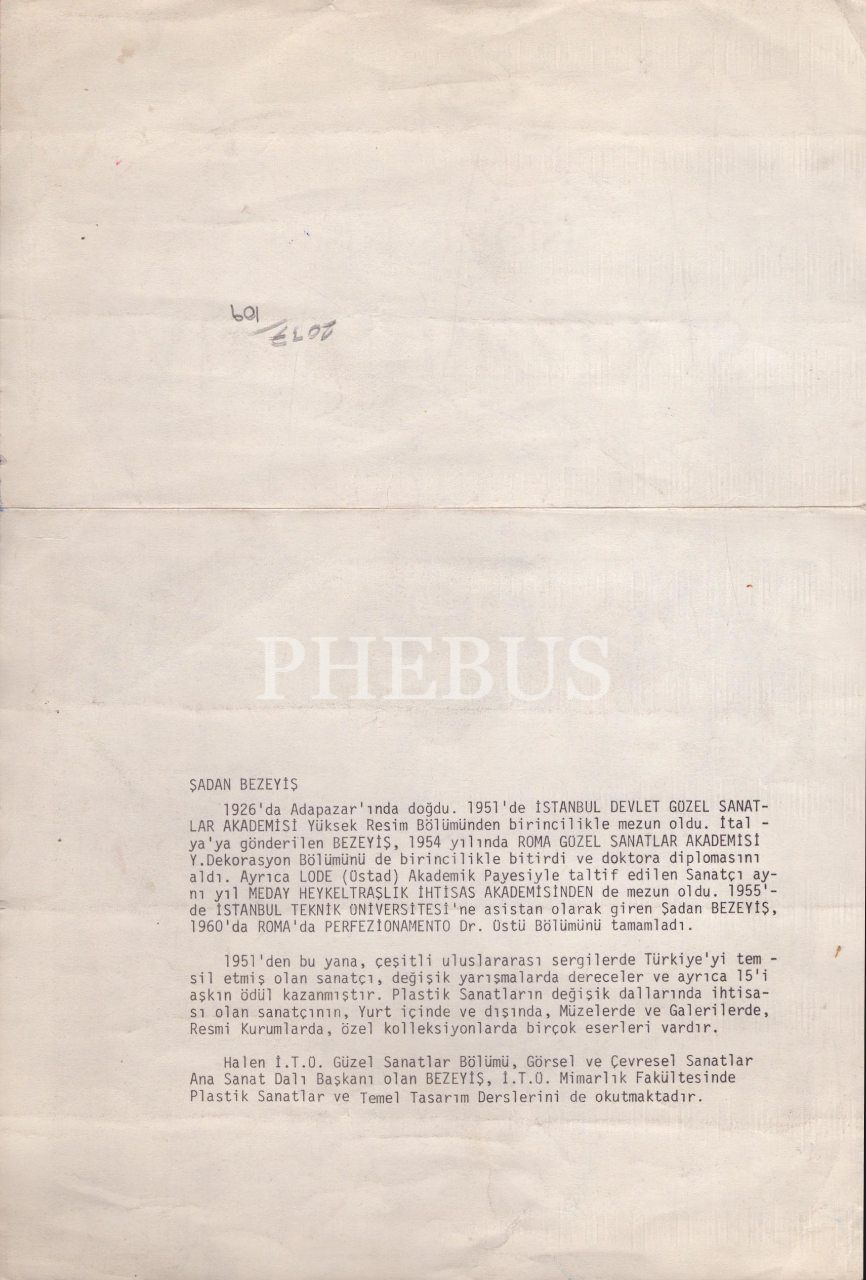 2077/109
PHEBUS
ŞADAN BEZEYİŞ
1926'da Adapazar'ında doğdu. 1951'de İSTANBUL DEVLET GOZEL SANAT-
LAR AKADEMİSİ Yüksek Resim Bölümünden birincilikle mezun oldu. İtal -
ya'ya gönderilen BEZEYİŞ, 1954 yılında ROMA GOZEL SANATLAR AKADEMİSİ
Y.Dekorasyon Bölümünü de birincilikle bitirdi ve doktora diplomasını
aldı. Ayrıca LODE (Ostad) Akademik Payesiyle taltif edilen Sanatçı ay-
nı yıl MEDAY HEYKELTRAŞLIK İHTİSAS AKADEMİSİNDEN de mezun oldu. 1955'-
de İSTANBUL TEKNİK ONİVERSİTESİ'ne asistan olarak giren Şadan BEZEYİŞ,
1960'da ROMA'da PERFEZIONAMENTO Dr. Ostü Bölümünü tamamladı.
1951'den bu yana, çeşitli uluslararası sergilerde Türkiye'yi tem -
sil etmiş olan sanatçı, değişik yarışmalarda dereceler ve ayrıca 15'i
aşkın ödül kazanmıştır. Plastik Sanatların değişik dallarında ihtisa-
sı olan sanatçının, Yurt içinde ve dışında, Müzelerde ve Galerilerde,
Resmi Kurumlarda, özel kolleksiyonlarda birçok eserleri vardır.
Halen İ.T.O. Güzel Sanatlar Bölümü, Görsel ve Çevresel Sanatlar
Ana Sanat Dalı Başkanı olan BEZEYİŞ, İ.T.O. Mimarlık Fakültesinde
Plastik Sanatlar ve Temel Tasarım Derslerini de okutmaktadır.